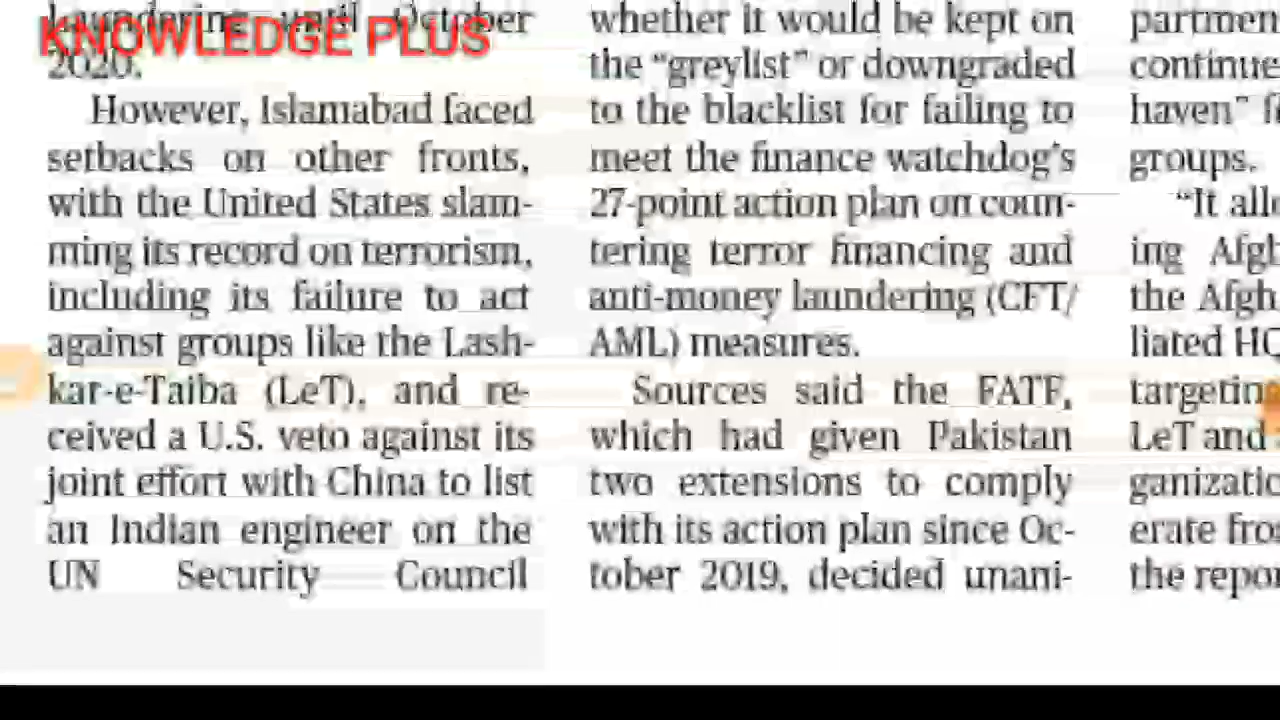 laundering until October
KNOWLEDGE PLUS
2020.
However, Islamabad faced
setbacks on other fronts,
with the United States slam-
ming its record on terrorism,
including its failure to act
against groups like the Lash-
kar-e-Taiba (LeT), and re-
ceived a U.S. veto against its
joint effort with China to list
an Indian engineer on the
UN Security Council
whether it would be kept on
the “greylist” or downgraded
to the blacklist for failing to
meet the finance watchdog's
27-point action plan on coun-
tering terror financing and
anti-money laundering (CFT/
AML) measures.
Sources said the FATF,
which had given Pakistan
two extensions to comply
with its action plan since Oc-
tober 2019, decided unani-
partmen
continue
haven” f
groups.
“It all
ing Afgh
the Afgh
liated HQ
targetin
LeT and
ganizatio
erate fro
the repor